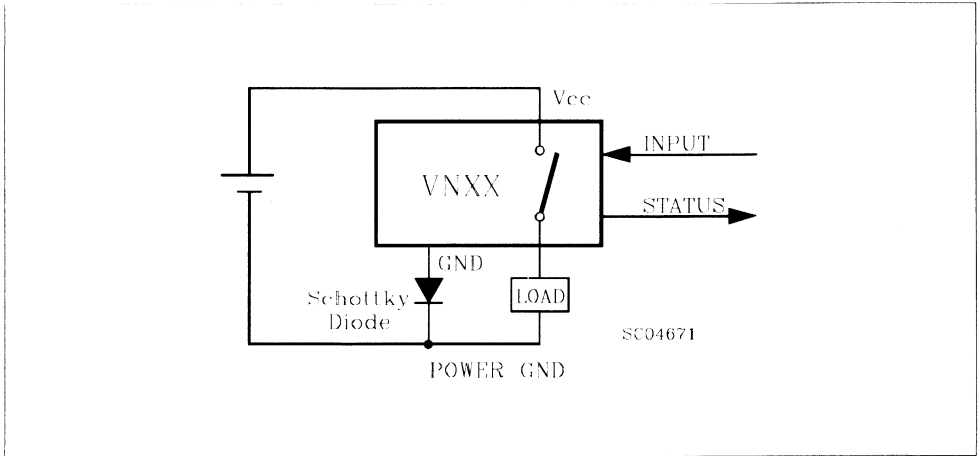 Vcc
INPUT
VNXX
STATUS
GND
Schottky
Diode
LOAD
SC04671
POWER GND